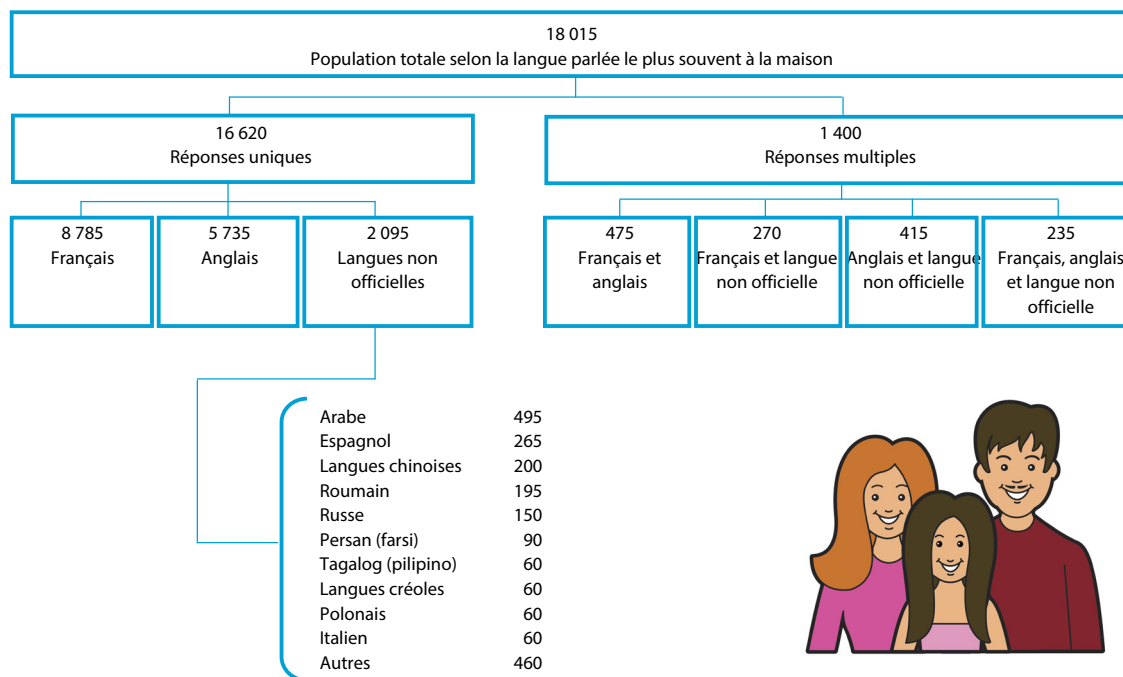 18 015
Population totale selon la langue parlée le plus souvent à la maison
16 620
Réponses uniques
1 400
Réponses multiples
8 785
Français
5 735
Anglais
2 095
Langues non
officielles
475
Français et
anglais
270
Français et langue
non officielle
415
Anglais et langue
non officielle
235
Français, anglais
et langue non
officielle
Arabe 495
Espagnol 265
Langues chinoises 200
Roumain 195
Russe 150
Persan (farsi) 90
Tagalog (pilipino) 60
Langues créoles 60
Polonais 60
Italien 60
Autres 460